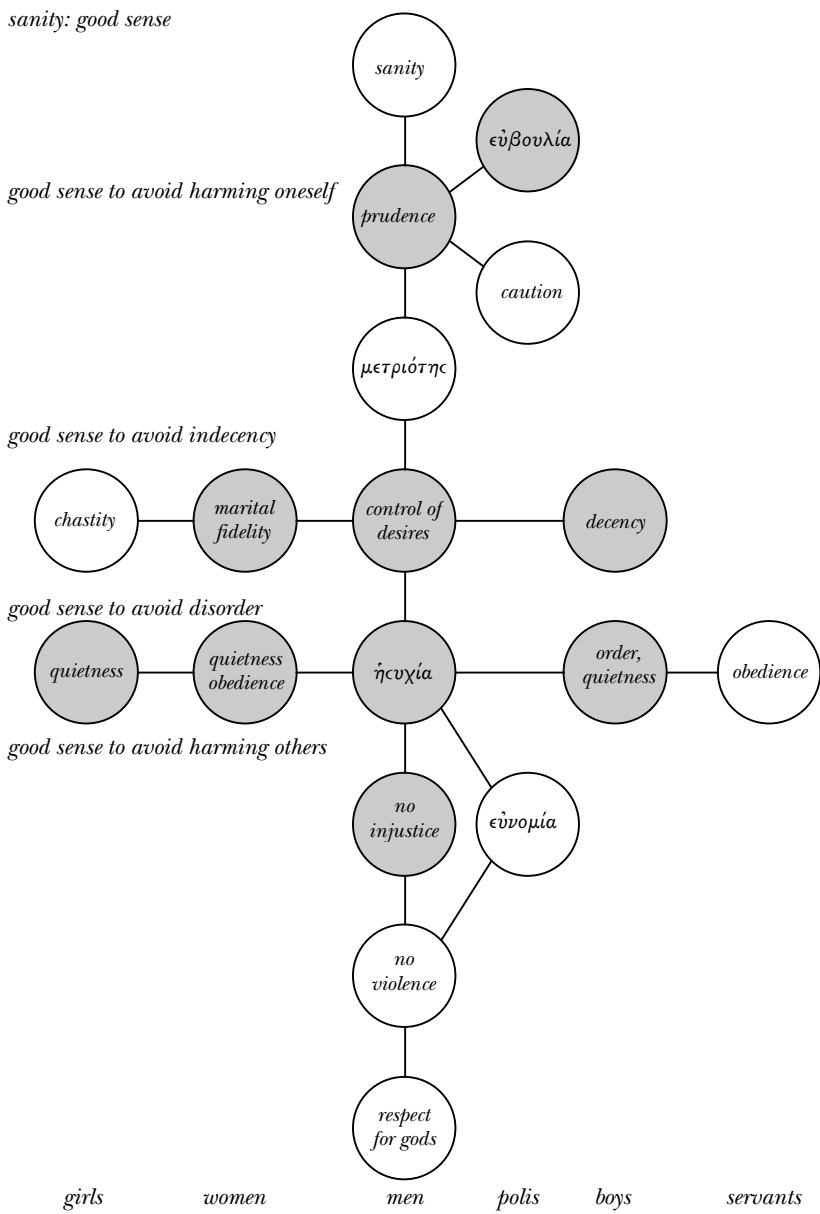 sanity: good sense
sanity
εὐβουλία
good sense to avoid harming oneself
prudence
caution
μετριότηϲ
good sense to avoid indecency
chastity
marital
fidelity
control of
desires
decency
good sense to avoid disorder
quietness
quietness
obedience
ἡϲυχία
order,
quietness
obedience
good sense to avoid harming others
no
injustice
εὐνομία
no
violence
respect
for gods
girls women men polis boys servants